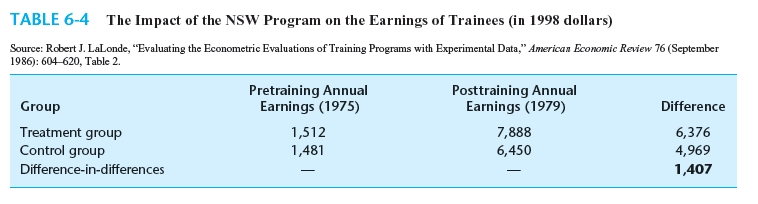 TABLE 6-4 The Impact of the NSW Program on the Earnings of Trainees (in 1998 dollars)
Source: Robert J. LaLonde, “Evaluating the Econometric Evaluations of Training Programs with Experimental Data,” American Economic Review 76 (September
1986): 604–620, Table 2.
Pretraining Annual Posttraining Annual
Group Earnings (1975) Earnings (1979) Difference
Treatment group 1,512 7,888 6,376
Control group 1,481 6,450 4,969
Difference-in-differences — — 1,407